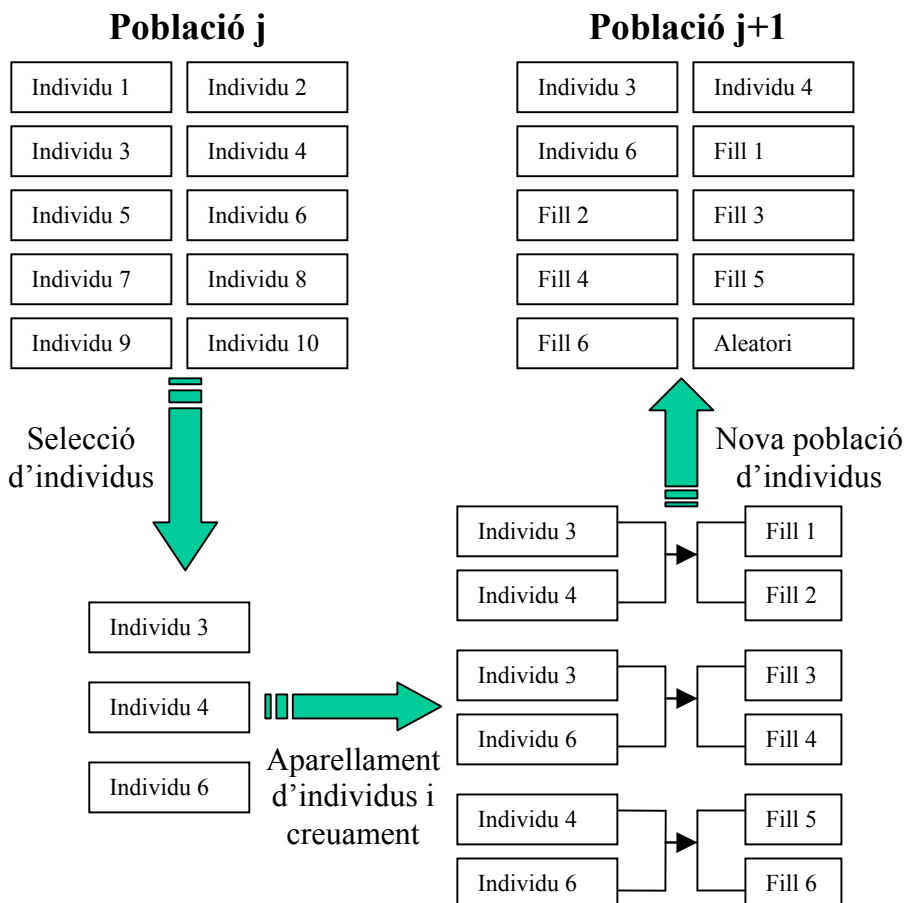 Població j
Individu 1
Individu 2
Individu 3
Individu 4
Individu 5
Individu 6
Individu 7
Individu 8
Individu 9
Individu 10
Selecció
d’individus
Individu 3
Individu 4
Individu 6
Aparellament
d’individus i
creuament
Individu 3
Individu 4
Fill 1
Fill 2
Individu 3
Individu 6
Fill 3
Fill 4
Individu 4
Individu 6
Fill 5
Fill 6
Nova població
d’individus
Població j+1
Individu 3
Individu 4
Individu 6
Fill 1
Fill 2
Fill 3
Fill 4
Fill 5
Fill 6
Aleatori